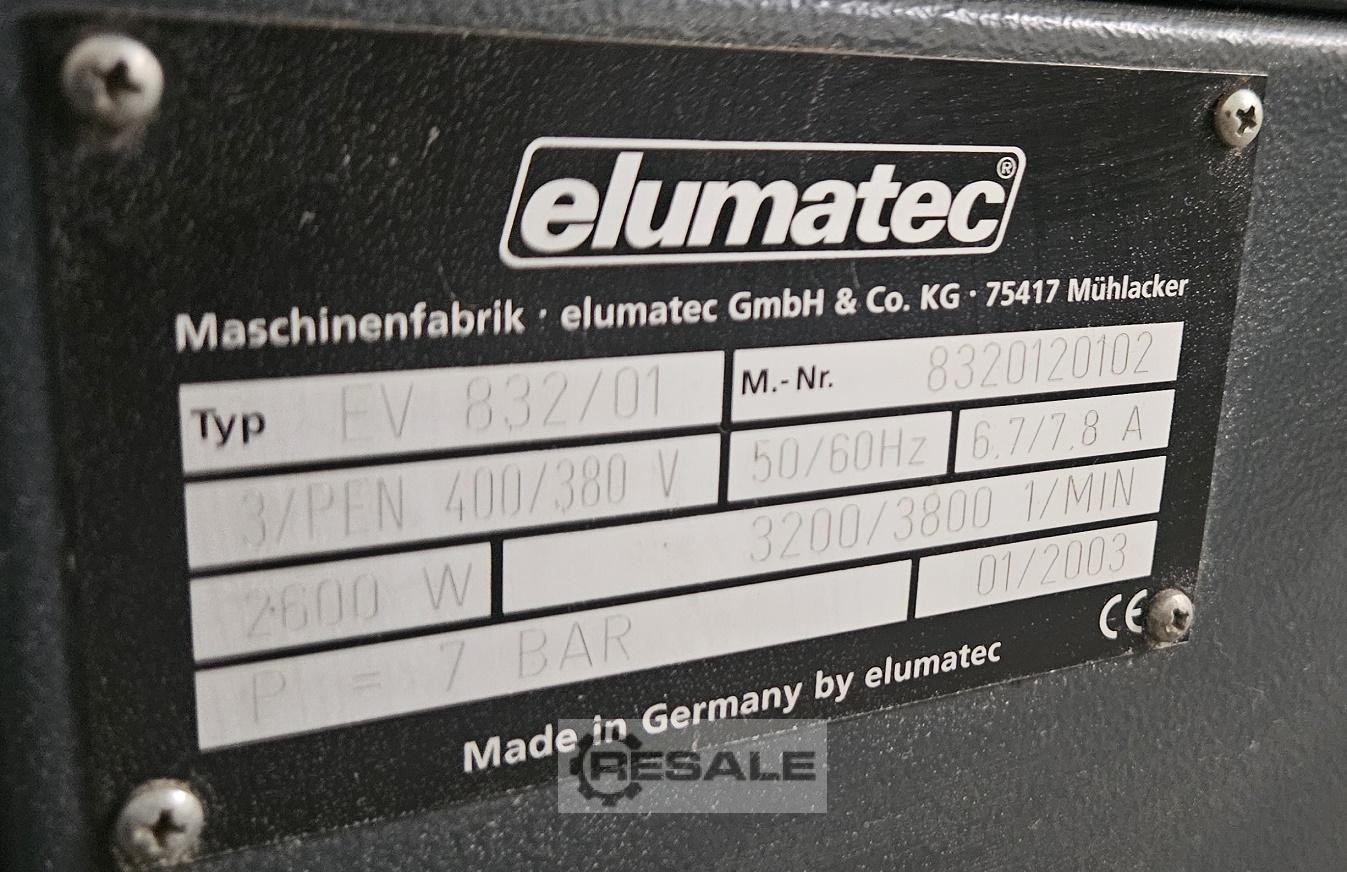 elumatec®
Maschinenfabrik · elumatec GmbH & Co. KG · 75417 Mühlacker
Typ EV 832/01 M.-Nr. 8320120102
3/PEN 400/380 V 50/60Hz 6.7/7.8 A
2600 W 3200/3800 1/MIN
P = 7 BAR 01/2003
CE
Made in Germany by elumatec
RESALE